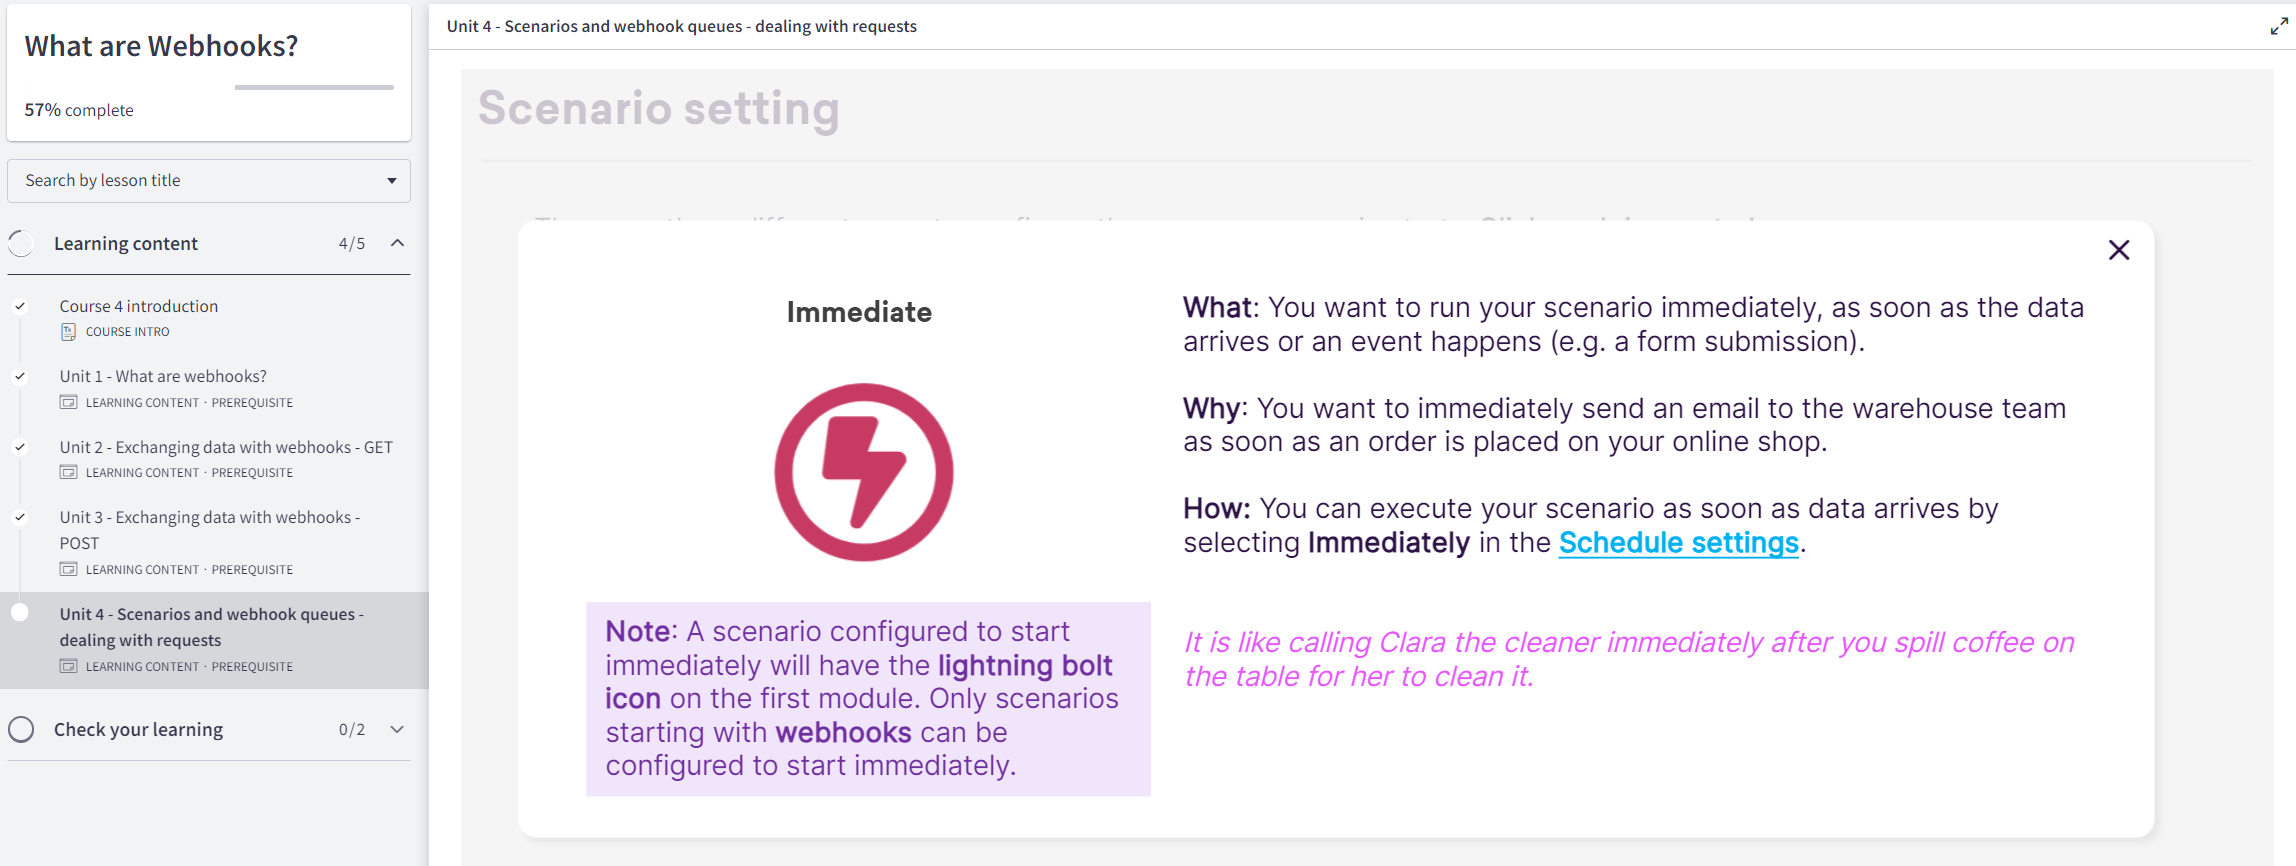 What are Webhooks?
57% complete
Search by lesson title
Learning content 4/5
Course 4 introduction
COURSE INTRO
Unit 1 - What are webhooks?
LEARNING CONTENT · PREREQUISITE
Unit 2 - Exchanging data with webhooks - GET
LEARNING CONTENT · PREREQUISITE
Unit 3 - Exchanging data with webhooks -
POST
LEARNING CONTENT · PREREQUISITE
Unit 4 - Scenarios and webhook queues -
dealing with requests
LEARNING CONTENT · PREREQUISITE
Check your learning 0/2
Unit 4 - Scenarios and webhook queues - dealing with requests
Scenario setting
Immediate
Note: A scenario configured to start
immediately will have the lightning bolt
icon on the first module. Only scenarios
starting with webhooks can be
configured to start immediately.
What: You want to run your scenario immediately, as soon as the data
arrives or an event happens (e.g. a form submission).
Why: You want to immediately send an email to the warehouse team
as soon as an order is placed on your online shop.
How: You can execute your scenario as soon as data arrives by
selecting Immediately in the Schedule settings.
It is like calling Clara the cleaner immediately after you spill coffee on
the table for her to clean it.